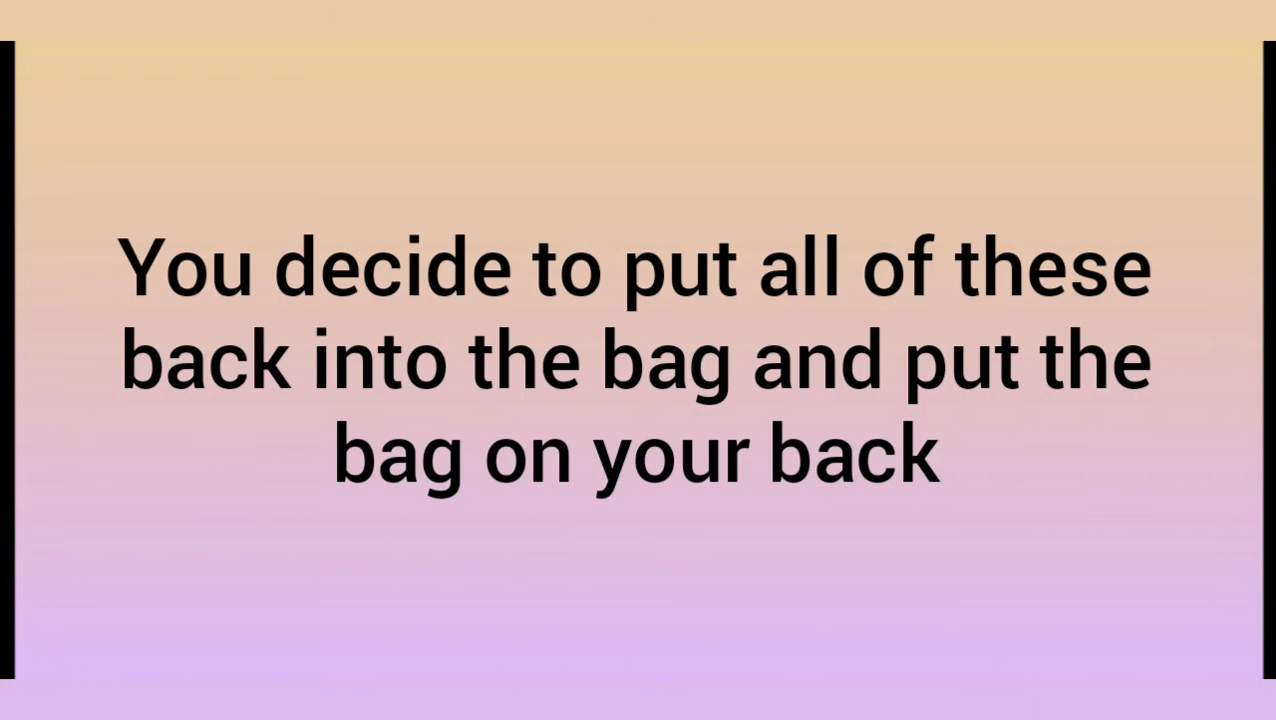 You decide to put all of these
back into the bag and put the
bag on your back